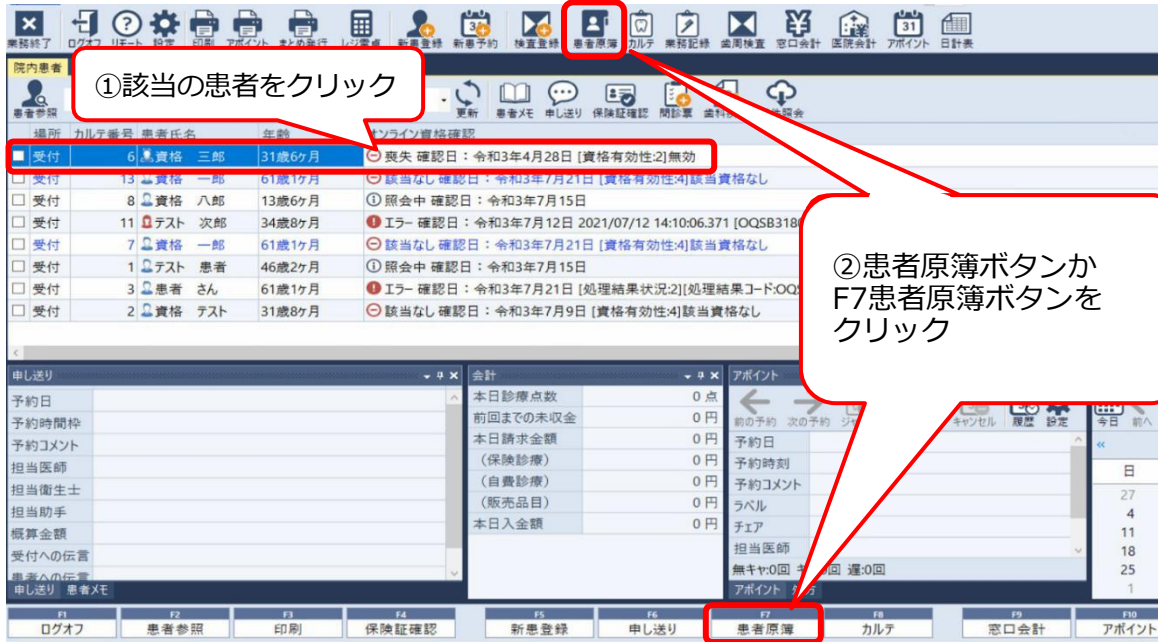 業務終了 ログオフ リモート 設定 印刷 アポイント まとめ発行 レジ電卓 新患登録 新患予約 検査登録 患者原簿 カルテ 業務記録 歯周検査 窓口会計 医院会計 アポイント 日計表
院内患者
①該当の患者をクリック
患者参照 更新 患者メモ 申し送り 保険証確認 問診票
場所 カルテ番号 患者氏名 年齢 オンライン資格確認
受付 6 資格 三郎 31歳6ヶ月 喪失 確認日:令和3年4月28日 [資格有効性:2]無効
受付 13 資格 一郎 61歳1ヶ月 該当なし 確認日:令和3年7月21日 [資格有効性:4]該当資格なし
受付 8 資格 八郎 13歳6ヶ月 照会中 確認日:令和3年7月15日
受付 11 テスト 次郎 34歳8ヶ月 エラー 確認日:令和3年7月12日 2021/07/12 14:10:06.371 [OQSB3180
受付 7 資格 一郎 61歳1ヶ月 該当なし 確認日:令和3年7月21日 [資格有効性:4]該当資格なし
受付 1 テスト 患者 46歳2ヶ月 照会中 確認日:令和3年7月15日
受付 3 患者 さん 61歳1ヶ月 エラー 確認日:令和3年7月21日 [処理結果状況:2][処理結果コード:OQS
受付 2 資格 テスト 31歳8ヶ月 該当なし 確認日:令和3年7月9日 [資格有効性:4]該当資格なし
②患者原簿ボタンか
F7患者原簿ボタンを
クリック
申し送り
予約日
予約時間枠
予約コメント
担当医師
担当衛生士
担当助手
概算金額
受付への伝言
患者への伝言
申し送り 患者メモ
会計
本日診療点数 0 点
前回までの未収金 0 円
本日請求金額 0 円
(保険診療) 0 円
(自費診療) 0 円
(販売品目) 0 円
本日入金額 0 円
アポイント
前の予約 次の予約 キャンセル 履歴 設定
予約日
予約時刻
予約コメント
ラベル
チェア
担当医師
無キャ:0回 遅:0回
アポイント
今日 前へ
日
27
4
11
18
25
1
F1 ログオフ
F2 患者参照
F3 印刷
F4 保険証確認
F5 新患登録
F6 申し送り
F7 患者原簿
F8 カルテ
F9 窓口会計
F10 アポイント